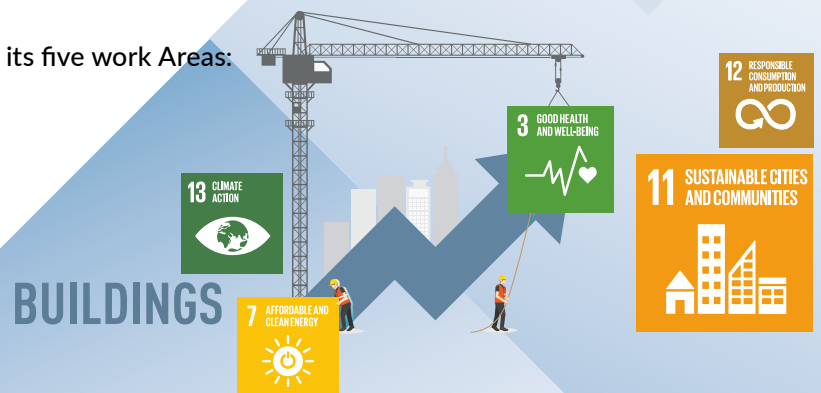 its five work Areas:
12 RESPONSIBLE
CONSUMPTION
AND PRODUCTION
3 GOOD HEALTH
AND WELL-BEING
11 SUSTAINABLE CITIES
AND COMMUNITIES
13 CLIMATE
ACTION
BUILDINGS
7 AFFORDABLE AND
CLEAN ENERGY